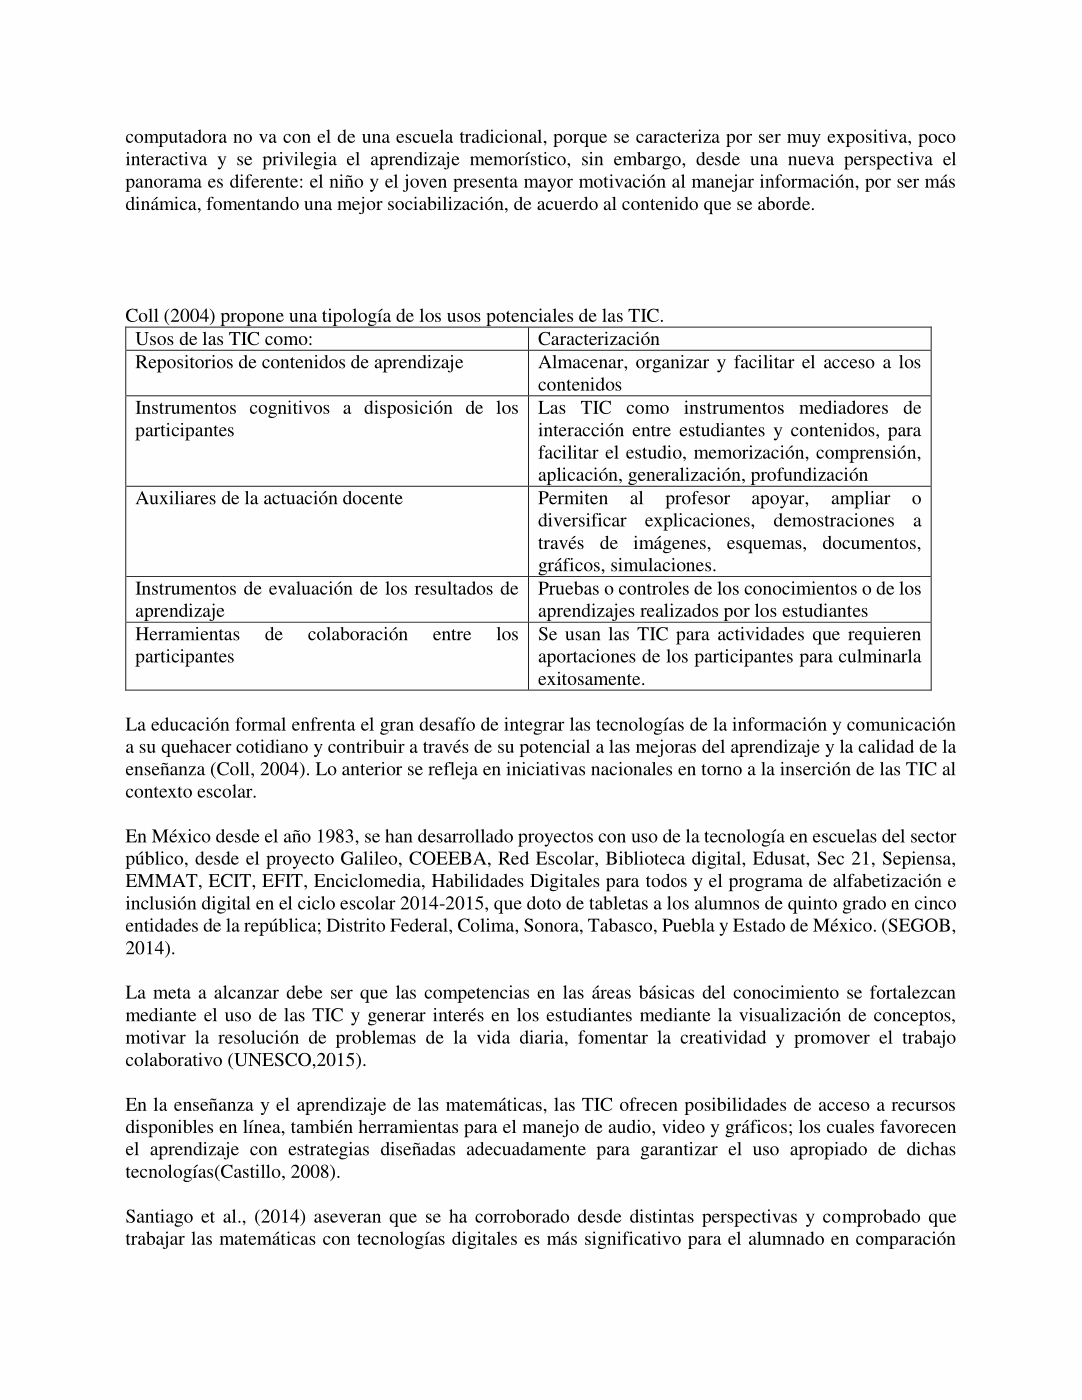 computadora no va con el de una escuela tradicional, porque se caracteriza por ser muy expositiva, poco
interactiva y se privilegia el aprendizaje memorístico, sin embargo, desde una nueva perspectiva el
panorama es diferente: el niño y el joven presenta mayor motivación al manejar información, por ser más
dinámica, fomentando una mejor sociabilización, de acuerdo al contenido que se aborde.
Coll (2004) propone una tipología de los usos potenciales de las TIC.
Usos de las TIC como:
Caracterización
Repositorios de contenidos de aprendizaje
Almacenar, organizar y facilitar el acceso a los
contenidos
Instrumentos cognitivos a disposición de los
participantes
Las TIC como instrumentos mediadores de
interacción entre estudiantes y contenidos, para
facilitar el estudio, memorización, comprensión,
aplicación, generalización, profundización
Auxiliares de la actuación docente
Permiten al profesor apoyar, ampliar o
diversificar explicaciones, demostraciones a
través de imágenes, esquemas, documentos,
gráficos, simulaciones.
Instrumentos de evaluación de los resultados de
aprendizaje
Pruebas o controles de los conocimientos o de los
aprendizajes realizados por los estudiantes
Herramientas de colaboración entre los
participantes
Se usan las TIC para actividades que requieren
aportaciones de los participantes para culminarla
exitosamente.
La educación formal enfrenta el gran desafío de integrar las tecnologías de la información y comunicación
a su quehacer cotidiano y contribuir a través de su potencial a las mejoras del aprendizaje y la calidad de la
enseñanza (Coll, 2004). Lo anterior se refleja en iniciativas nacionales en torno a la inserción de las TIC al
contexto escolar.
En México desde el año 1983, se han desarrollado proyectos con uso de la tecnología en escuelas del sector
público, desde el proyecto Galileo, COEEBA, Red Escolar, Biblioteca digital, Edusat, Sec 21, Sepiensa,
EMMAT, ECIT, EFIT, Enciclomedia, Habilidades Digitales para todos y el programa de alfabetización e
inclusión digital en el ciclo escolar 2014-2015, que doto de tabletas a los alumnos de quinto grado en cinco
entidades de la república; Distrito Federal, Colima, Sonora, Tabasco, Puebla y Estado de México. (SEGOB,
2014).
La meta a alcanzar debe ser que las competencias en las áreas básicas del conocimiento se fortalezcan
mediante el uso de las TIC y generar interés en los estudiantes mediante la visualización de conceptos,
motivar la resolución de problemas de la vida diaria, fomentar la creatividad y promover el trabajo
colaborativo (UNESCO,2015).
En la enseñanza y el aprendizaje de las matemáticas, las TIC ofrecen posibilidades de acceso a recursos
disponibles en línea, también herramientas para el manejo de audio, video y gráficos; los cuales favorecen
el aprendizaje con estrategias diseñadas adecuadamente para garantizar el uso apropiado de dichas
tecnologías(Castillo, 2008).
Santiago et al., (2014) aseveran que se ha corroborado desde distintas perspectivas y comprobado que
trabajar las matemáticas con tecnologías digitales es más significativo para el alumnado en comparación